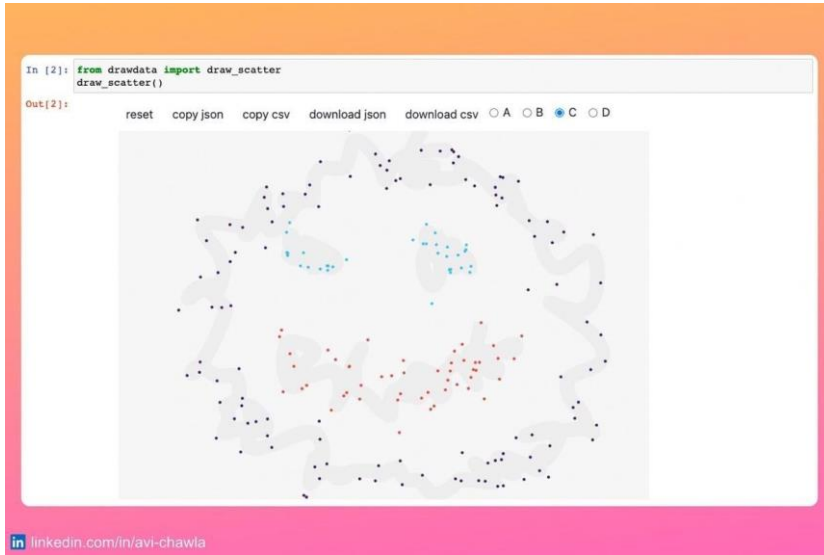 In [2]: from drawdata import draw_scatter
draw_scatter()
Out[2]:
reset copy json copy csv download json download csv A B C D
in linkedin.com/in/avi-chawla